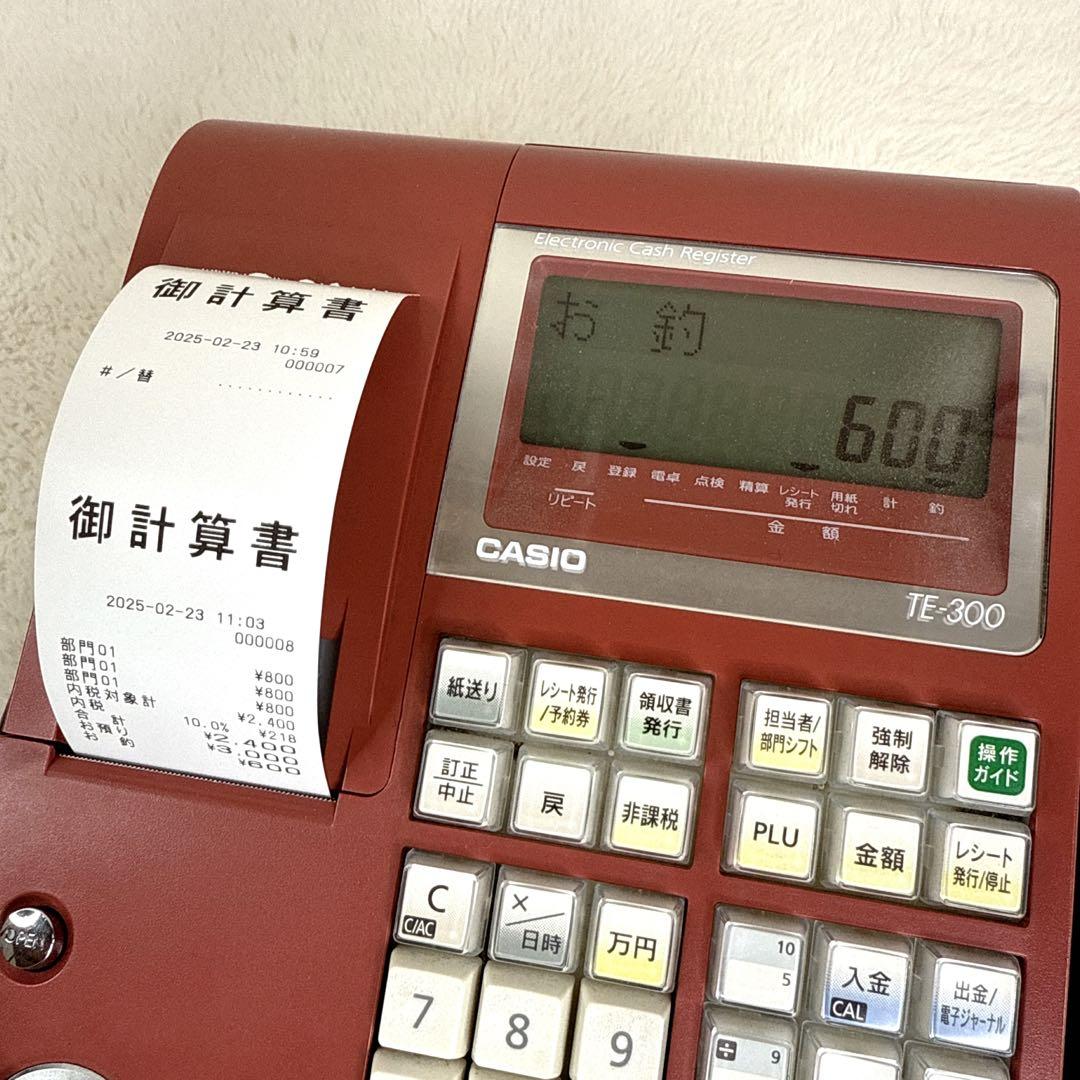 御計算書
2025-02-23 10:59
000007
#/替 ............
御計算書
2025-02-23 11:03
000008
部門01 ¥800
部門01 ¥800
部門01 ¥800
内税対象計 ¥2,400
内税 10.0% ¥218
合 計 ¥2,400
お預り ¥3,000
お 釣 ¥600
Electronic Cash Register
お 釣
600
設定 戻 登録 電卓 点検 精算 レシート発行 用紙切れ 計 釣
リピート
金 額
CASIO
TE-300
紙送り
レシート発行
/予約券
領収書
発行
担当者/
部門シフト
強制
解除
操作
ガイド
訂正
中止
戻
非課税
PLU
金額
レシート
発行/停止
C
C/AC
×
日時
万円
10
5
入金
CAL
出金/
電子ジャーナル
OPEN
7
8
9
÷ 9